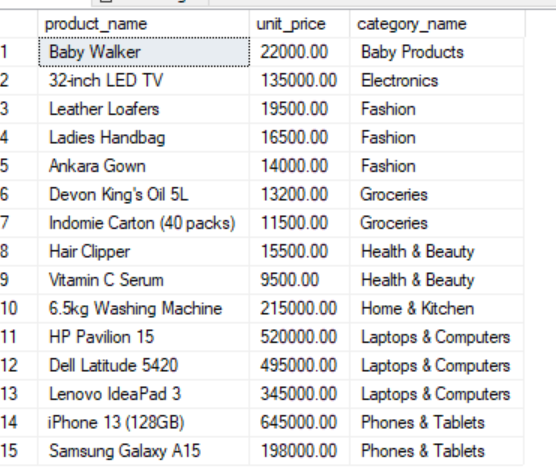 product_name unit_price category_name
1 Baby Walker 22000.00 Baby Products
2 32-inch LED TV 135000.00 Electronics
3 Leather Loafers 19500.00 Fashion
4 Ladies Handbag 16500.00 Fashion
5 Ankara Gown 14000.00 Fashion
6 Devon King's Oil 5L 13200.00 Groceries
7 Indomie Carton (40 packs) 11500.00 Groceries
8 Hair Clipper 15500.00 Health & Beauty
9 Vitamin C Serum 9500.00 Health & Beauty
10 6.5kg Washing Machine 215000.00 Home & Kitchen
11 HP Pavilion 15 520000.00 Laptops & Computers
12 Dell Latitude 5420 495000.00 Laptops & Computers
13 Lenovo IdeaPad 3 345000.00 Laptops & Computers
14 iPhone 13 (128GB) 645000.00 Phones & Tablets
15 Samsung Galaxy A15 198000.00 Phones & Tablets